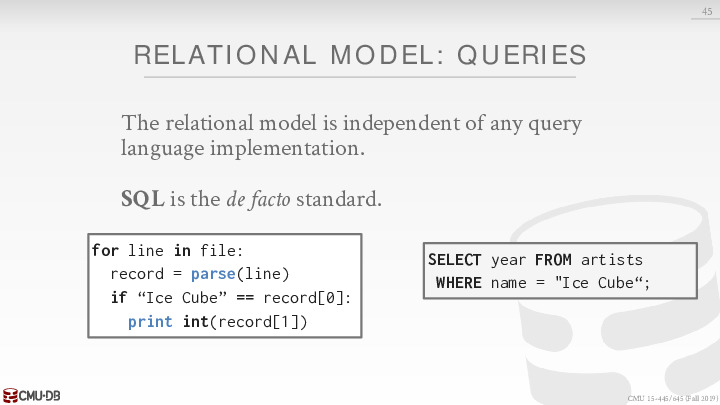 45
RELATIONAL MODEL: QUERIES
The relational model is independent of any query
language implementation.
SQL is the de facto standard.
for line in file:
record = parse(line)
if “Ice Cube” == record[0]:
print int(record[1])
SELECT year FROM artists
WHERE name = "Ice Cube“;
CMU·DB
CMU 15-445/645 (Fall 2019)